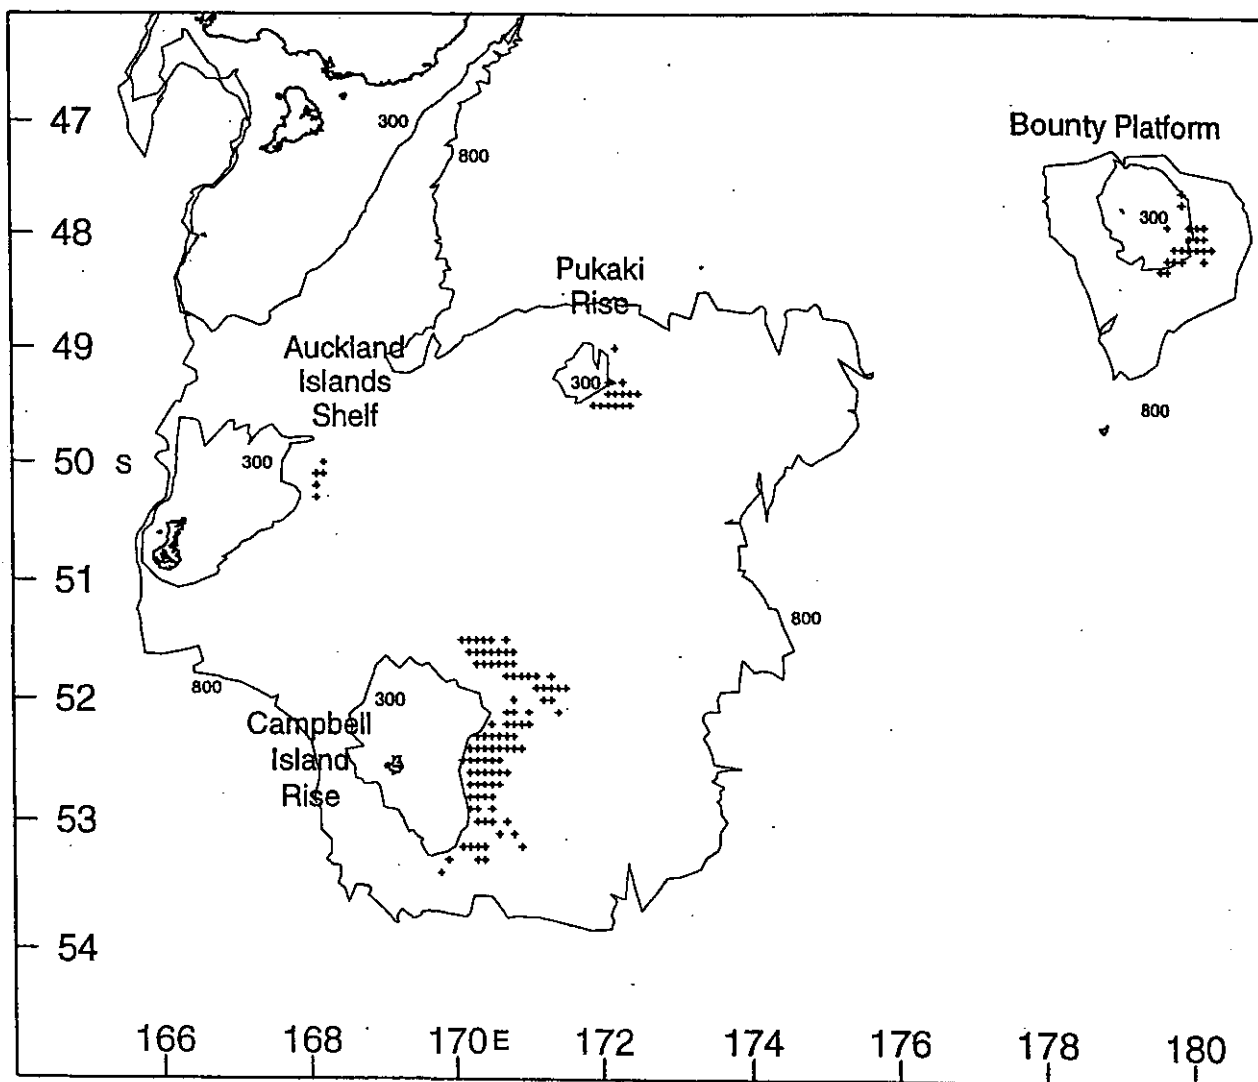 47
300
800
Bounty Platform
300
48
Pukaki
Rise
49
Auckland
Islands
Shelf
300
800
50
S
300
51
800
52
800
300
Campbell
Island
Rise
53
54
166
168
170E
172
174
176
178
180